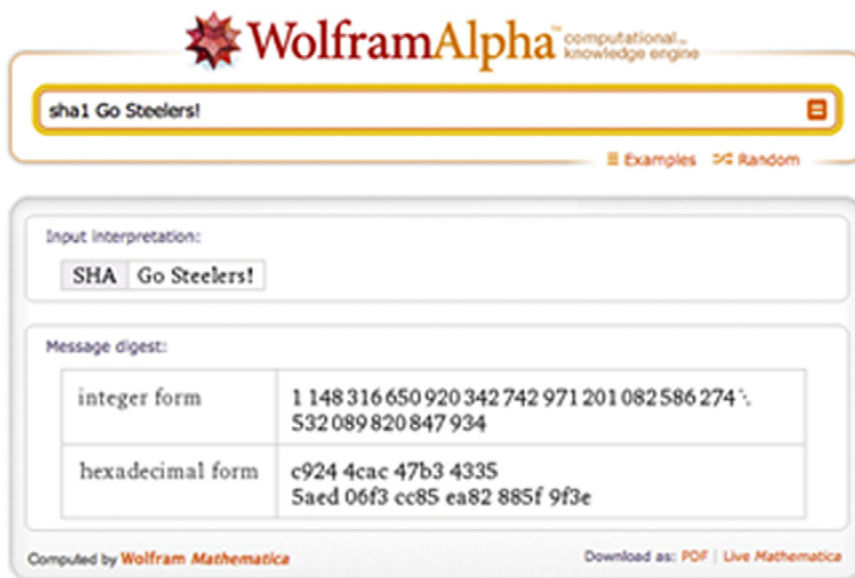 WolframAlpha™ computational knowledge engine
sha1 Go Steelers!
Examples Random
Input interpretation:
SHA Go Steelers!
Message digest:
integer form 1 148 316 650 920 342 742 971 201 082 586 274
532 089 820 847 934
hexadecimal form c924 4cac 47b3 4335
5aed 06f3 cc85 ea82 885f 9f3e
Computed by Wolfram Mathematica Download as: PDF | Live Mathematica